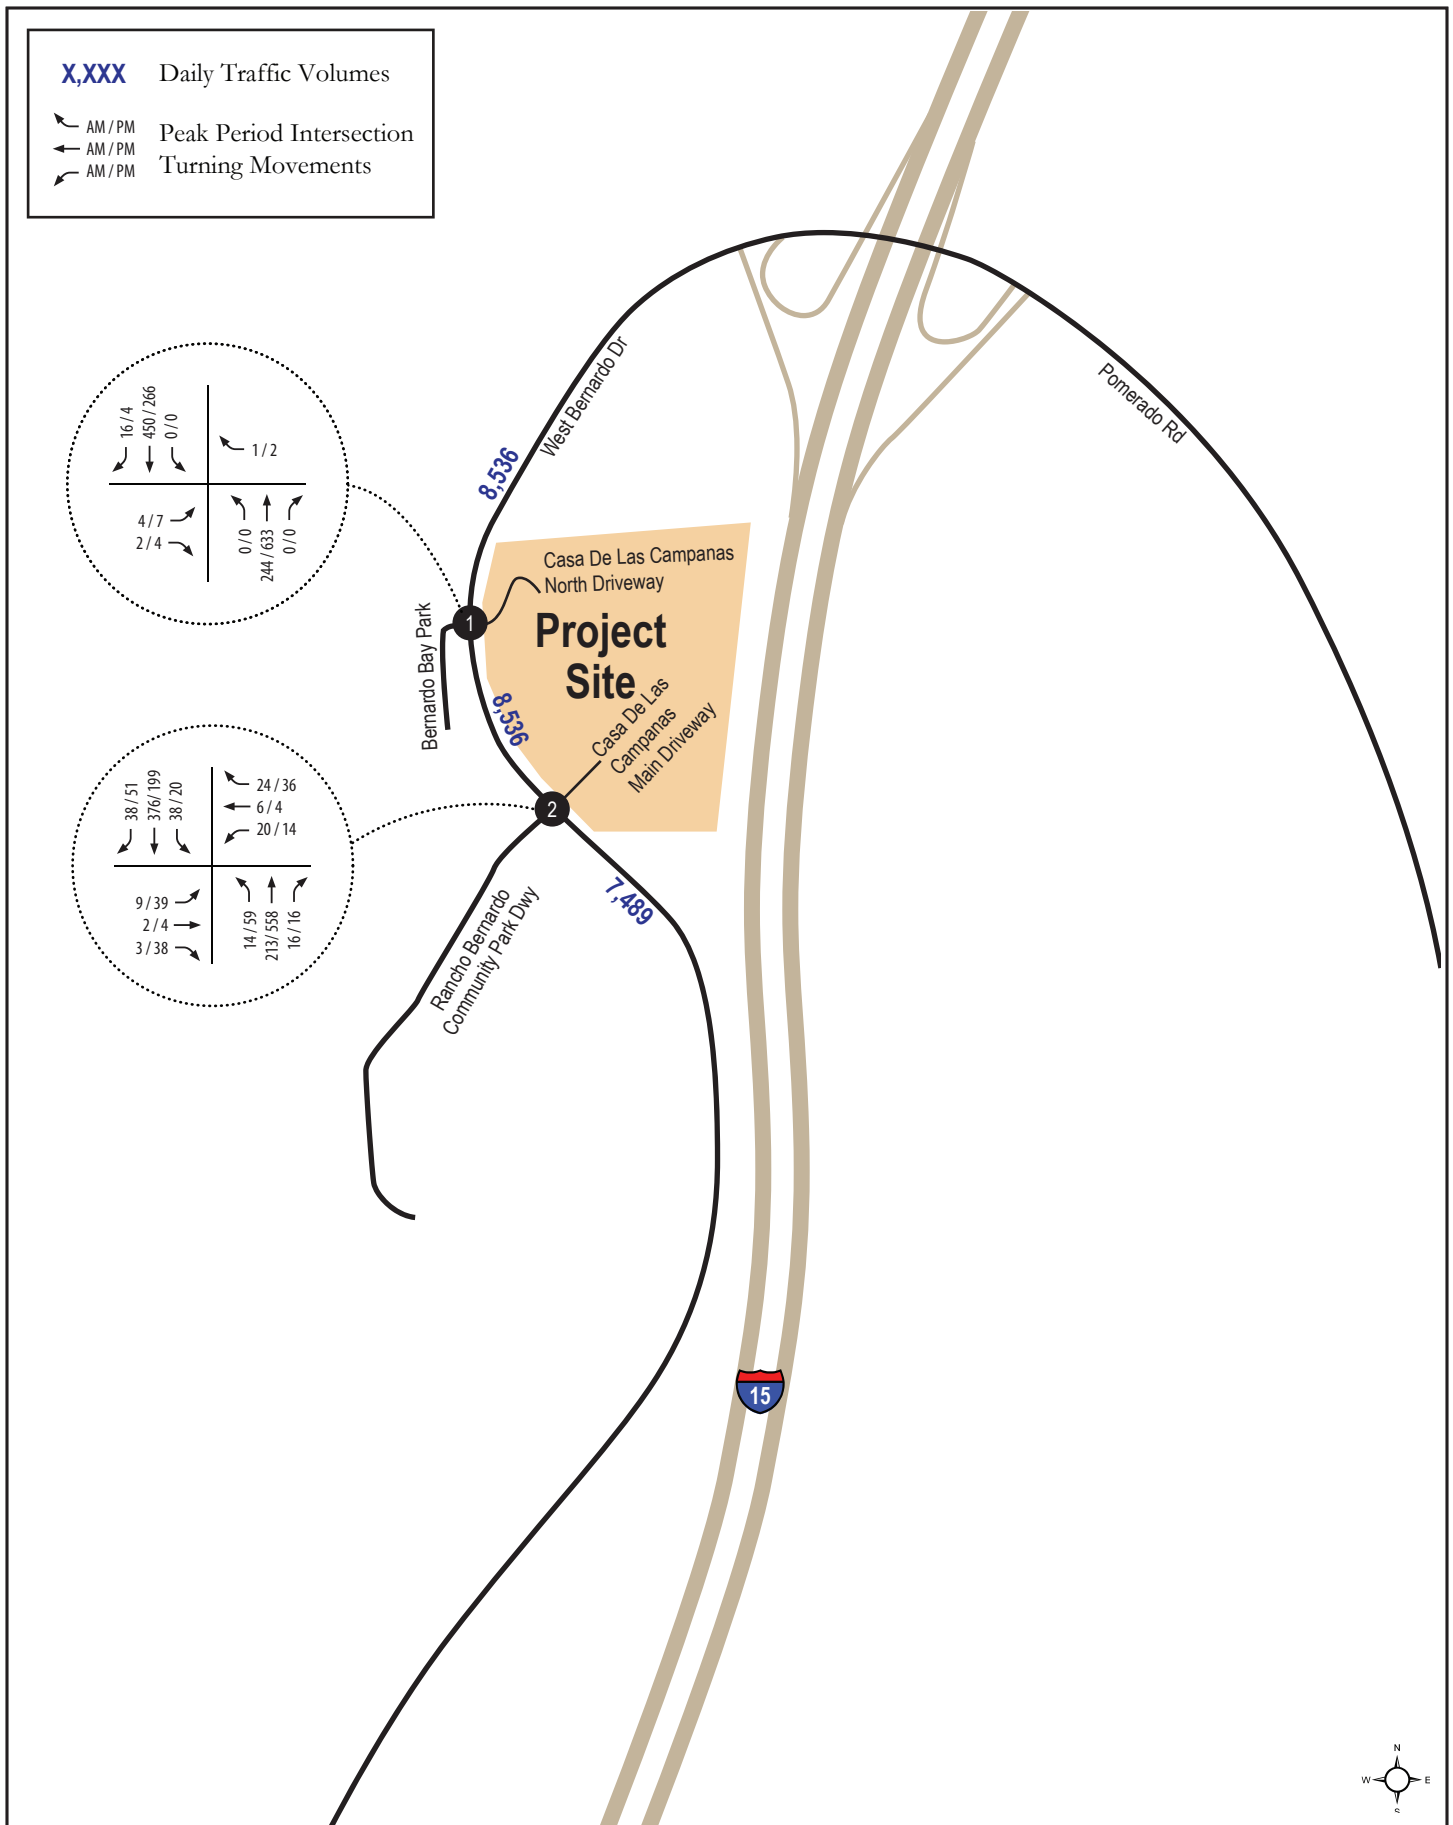 X,XXX Daily Traffic Volumes
AM / PM
AM / PM
AM / PM
Peak Period Intersection
Turning Movements
West Bernardo Dr
Pomerado Rd
8,536
16 / 4
450 / 266
0 / 0
1 / 2
4 / 7
2 / 4
0 / 0
244 / 633
0 / 0
Casa De Las Campanas
North Driveway
1
Project
Site
Bernardo Bay Park
8,536
Casa De Las
Campanas
Main Driveway
2
38 / 51
376 / 199
38 / 20
24 / 36
6 / 4
20 / 14
9 / 39
2 / 4
3 / 38
14 / 59
213 / 558
16 / 16
7,489
Rancho Bernardo
Community Park Dwy
15
N
W
E
S